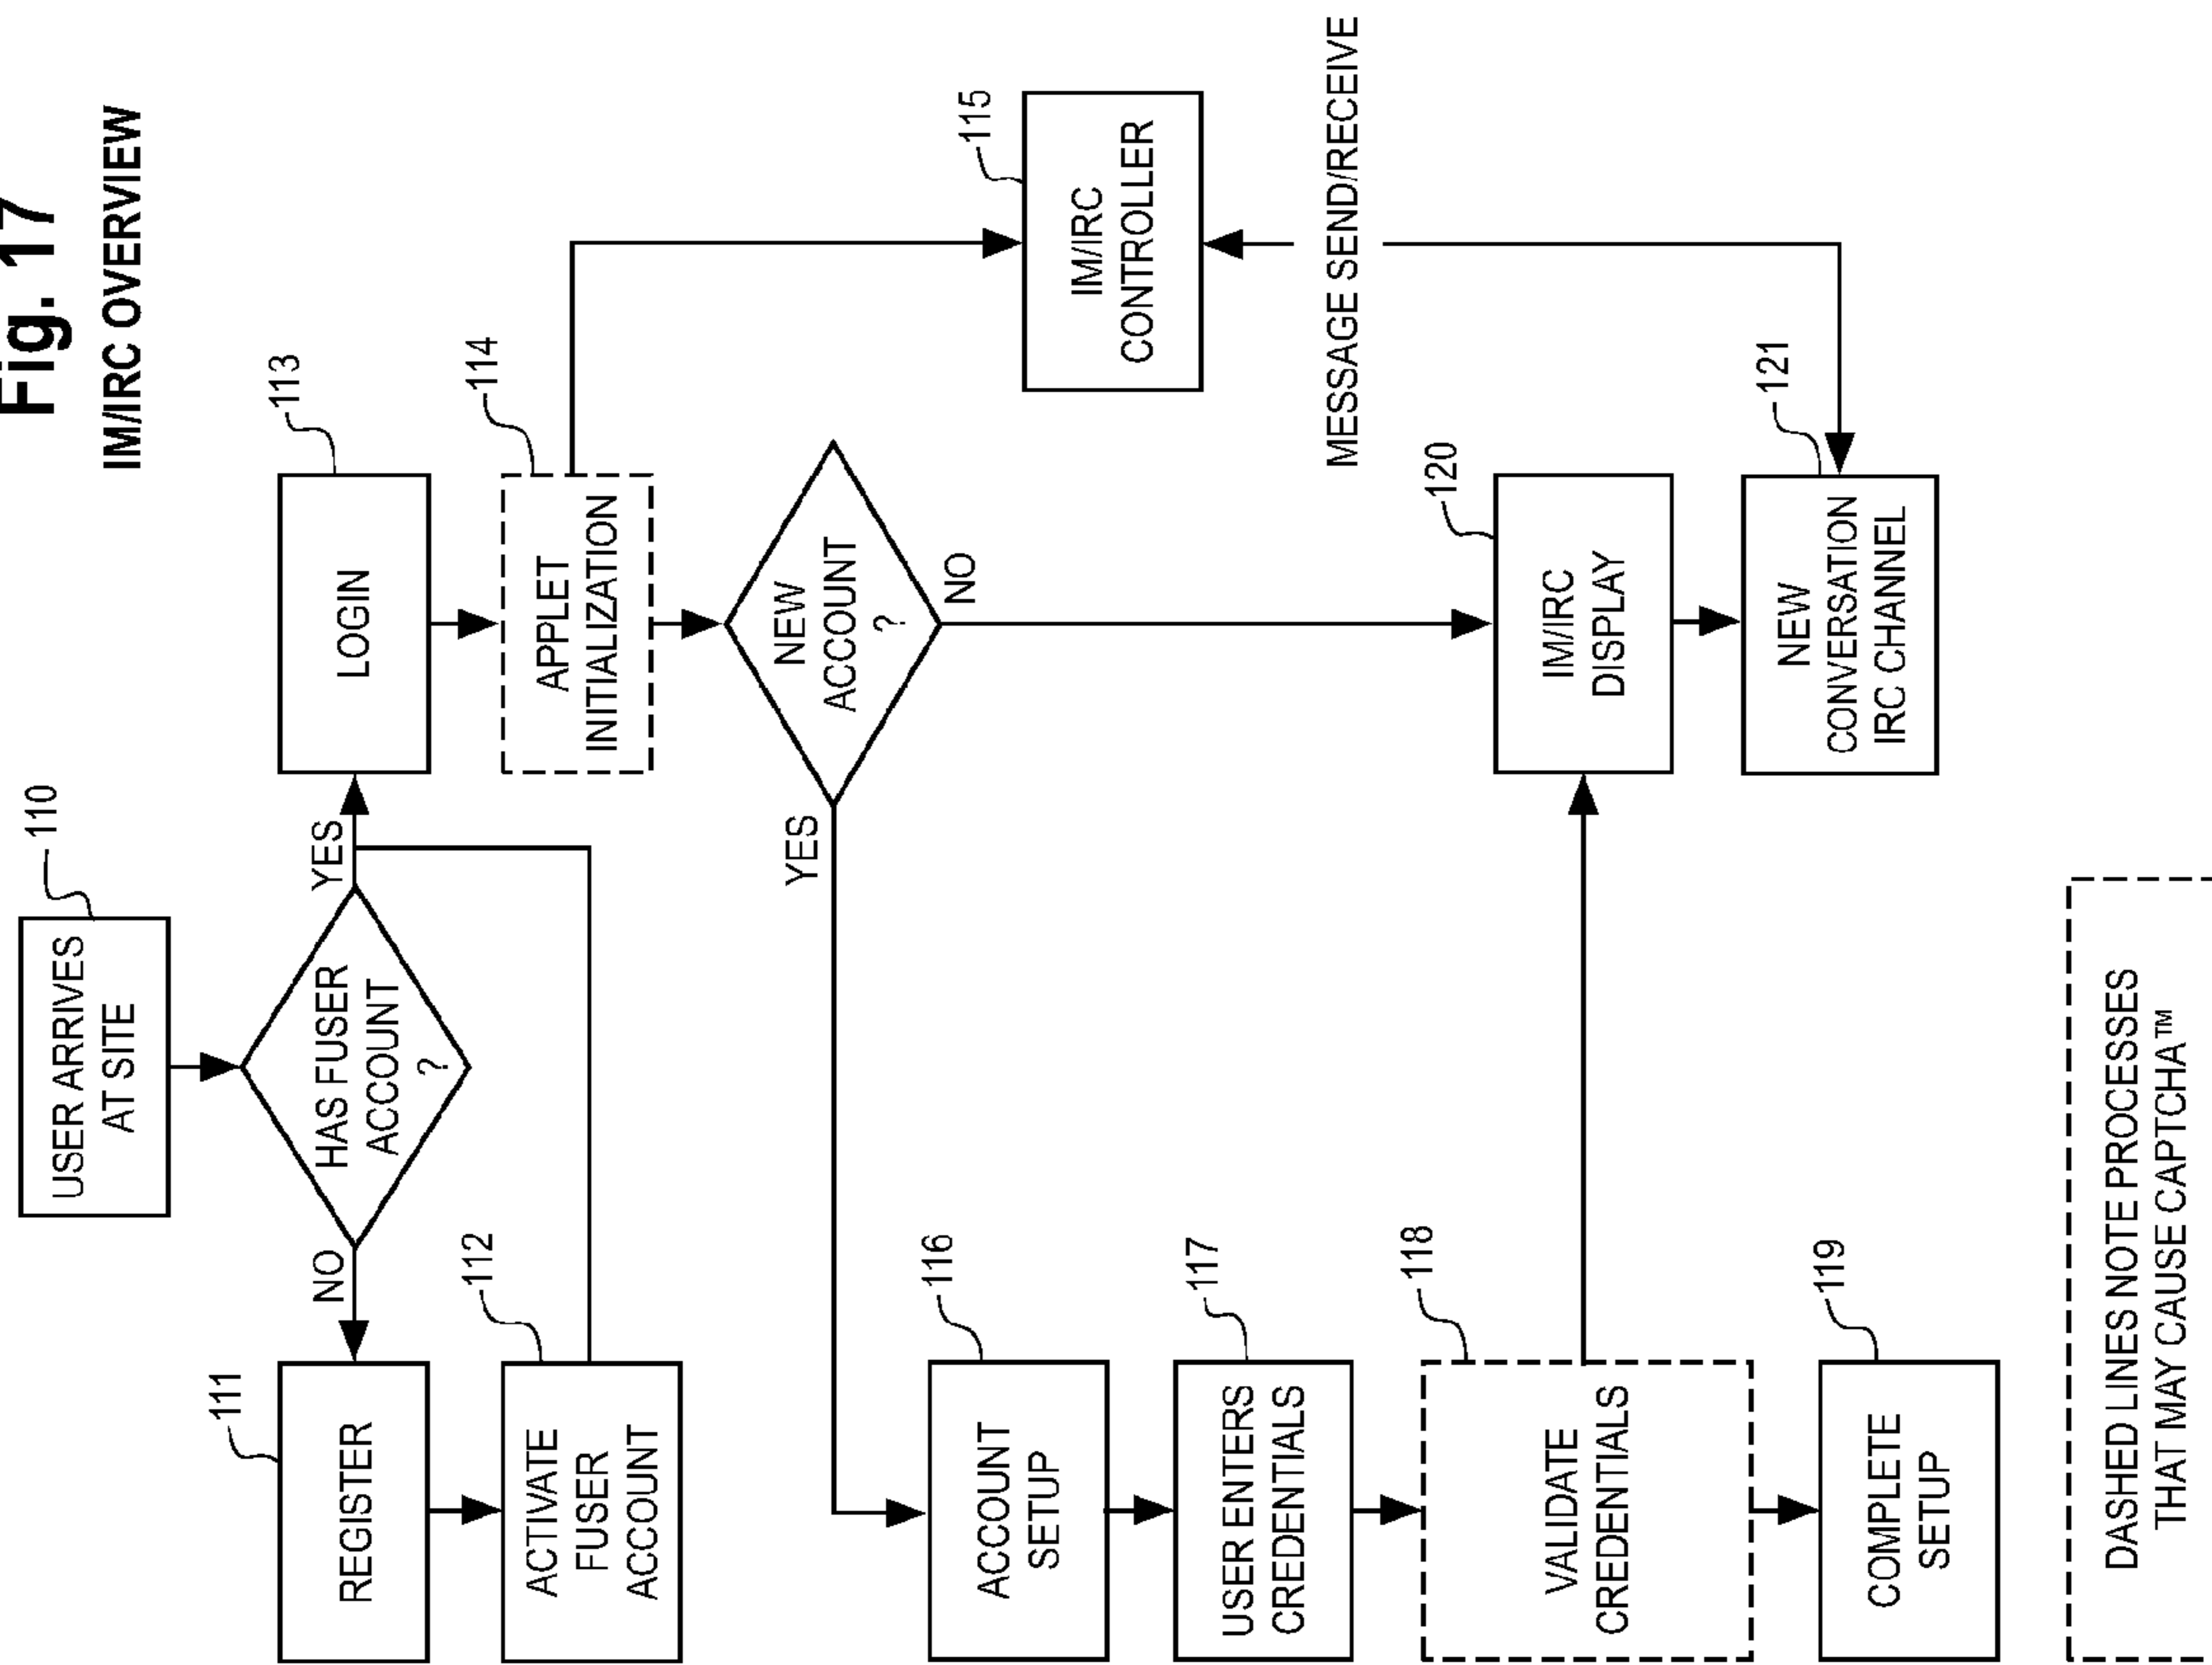 Fig. 17
IM/IRC OVERVIEW
110
USER ARRIVES
AT SITE
HAS FUSER
ACCOUNT
?
NO
YES
111
REGISTER
112
ACTIVATE
FUSER
ACCOUNT
113
LOGIN
114
APPLET
INITIALIZATION
115
IM/IRC
CONTROLLER
NEW
ACCOUNT
?
YES
NO
116
ACCOUNT
SETUP
117
USER ENTERS
CREDENTIALS
118
VALIDATE
CREDENTIALS
119
COMPLETE
SETUP
MESSAGE SEND/RECEIVE
120
IM/IRC
DISPLAY
121
NEW
CONVERSATION
IRC CHANNEL
DASHED LINES NOTE PROCESSES
THAT MAY CAUSE CAPTCHA™